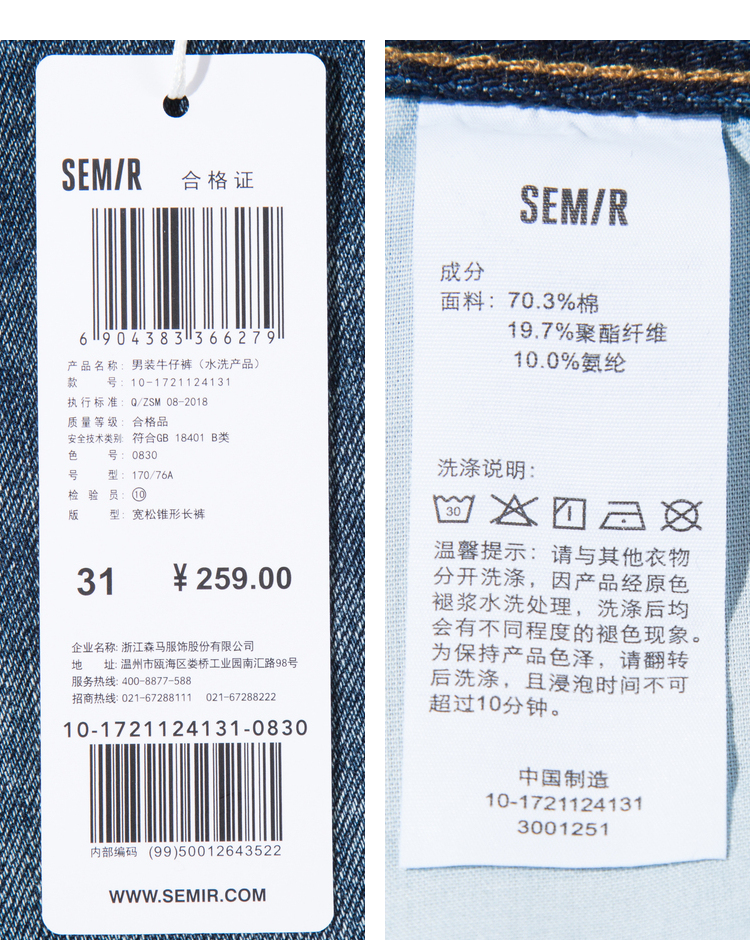 SEMIR 合格证
6 904383 366279
产品名称: 男装牛仔裤（水洗产品）
款 号: 10-1721124131
执行标准: Q/ZSM 08-2018
质量等级: 合格品
安全技术类别: 符合GB 18401 B类
色 号: 0830
号 型: 170/76A
检 验 员: ⑩
版 型: 宽松锥形长裤
31 ¥ 259.00
企业名称: 浙江森马服饰股份有限公司
地 址: 温州市瓯海区娄桥工业园南汇路98号
服务热线: 400-8877-588
招商热线: 021-67288111 021-67288222
10-1721124131-0830
内部编码 (99)50012643522
WWW.SEMIR.COM
SEMIR
成分
面料: 70.3%棉
19.7%聚酯纤维
10.0%氨纶
洗涤说明:
30
温馨提示: 请与其他衣物
分开洗涤，因产品经原色
褪浆水洗处理，洗涤后均
会有不同程度的褪色现象。
为保持产品色泽，请翻转
后洗涤，且浸泡时间不可
超过10分钟。
中国制造
10-1721124131
3001251